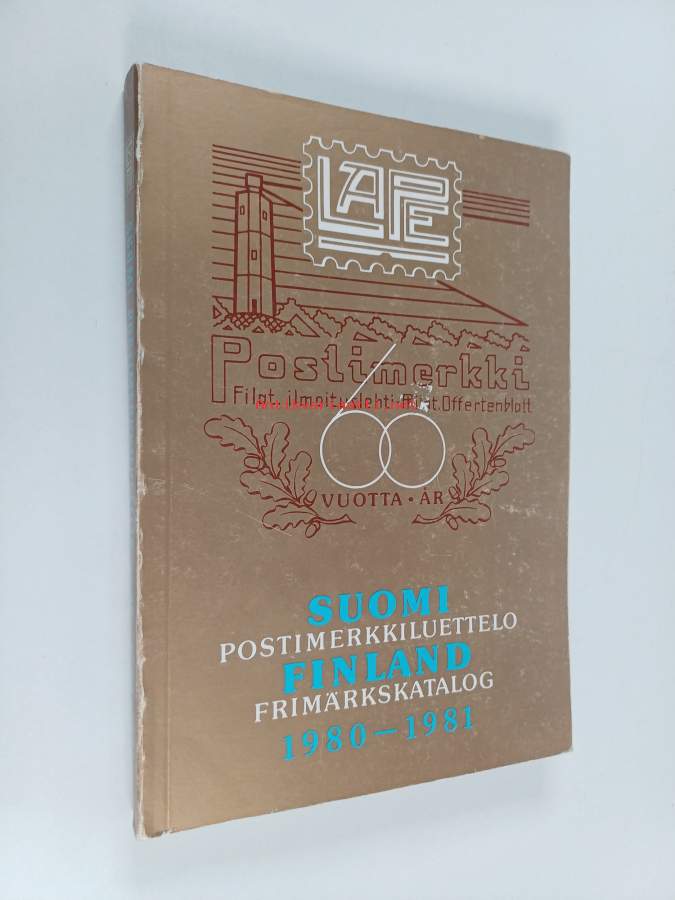 LAPE
Postimerkki
Filat. ilmoituslehti. Filat. Offertenblatt
60
VUOTTA • ÅR
SUOMI
POSTIMERKKILUETTELO
FINLAND
FRIMÄRKSKATALOG
1980—1981